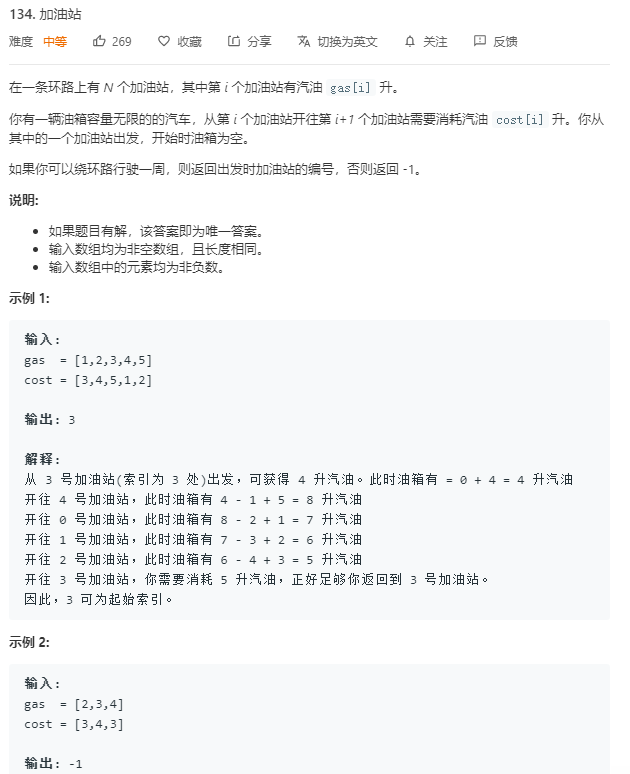 134. 加油站
难度 中等 269 收藏 分享 切换为英文 关注 反馈
在一条环路上有 N 个加油站，其中第 i 个加油站有汽油 gas[i] 升。
你有一辆油箱容量无限的的汽车，从第 i 个加油站开往第 i+1 个加油站需要消耗汽油 cost[i] 升。你从
其中的一个加油站出发，开始时油箱为空。
如果你可以绕环路行驶一周，则返回出发时加油站的编号，否则返回 -1。
说明:
• 如果题目有解，该答案即为唯一答案。
• 输入数组均为非空数组，且长度相同。
• 输入数组中的元素均为非负数。
示例 1:
输入:
gas  = [1,2,3,4,5]
cost = [3,4,5,1,2]
输出: 3
解释:
从 3 号加油站(索引为 3 处)出发，可获得 4 升汽油。此时油箱有 = 0 + 4 = 4 升汽油
开往 4 号加油站，此时油箱有 4 - 1 + 5 = 8 升汽油
开往 0 号加油站，此时油箱有 8 - 2 + 1 = 7 升汽油
开往 1 号加油站，此时油箱有 7 - 3 + 2 = 6 升汽油
开往 2 号加油站，此时油箱有 6 - 4 + 3 = 5 升汽油
开往 3 号加油站，你需要消耗 5 升汽油，正好足够你返回到 3 号加油站。
因此，3 可为起始索引。
示例 2:
输入:
gas  = [2,3,4]
cost = [3,4,3]
输出: -1